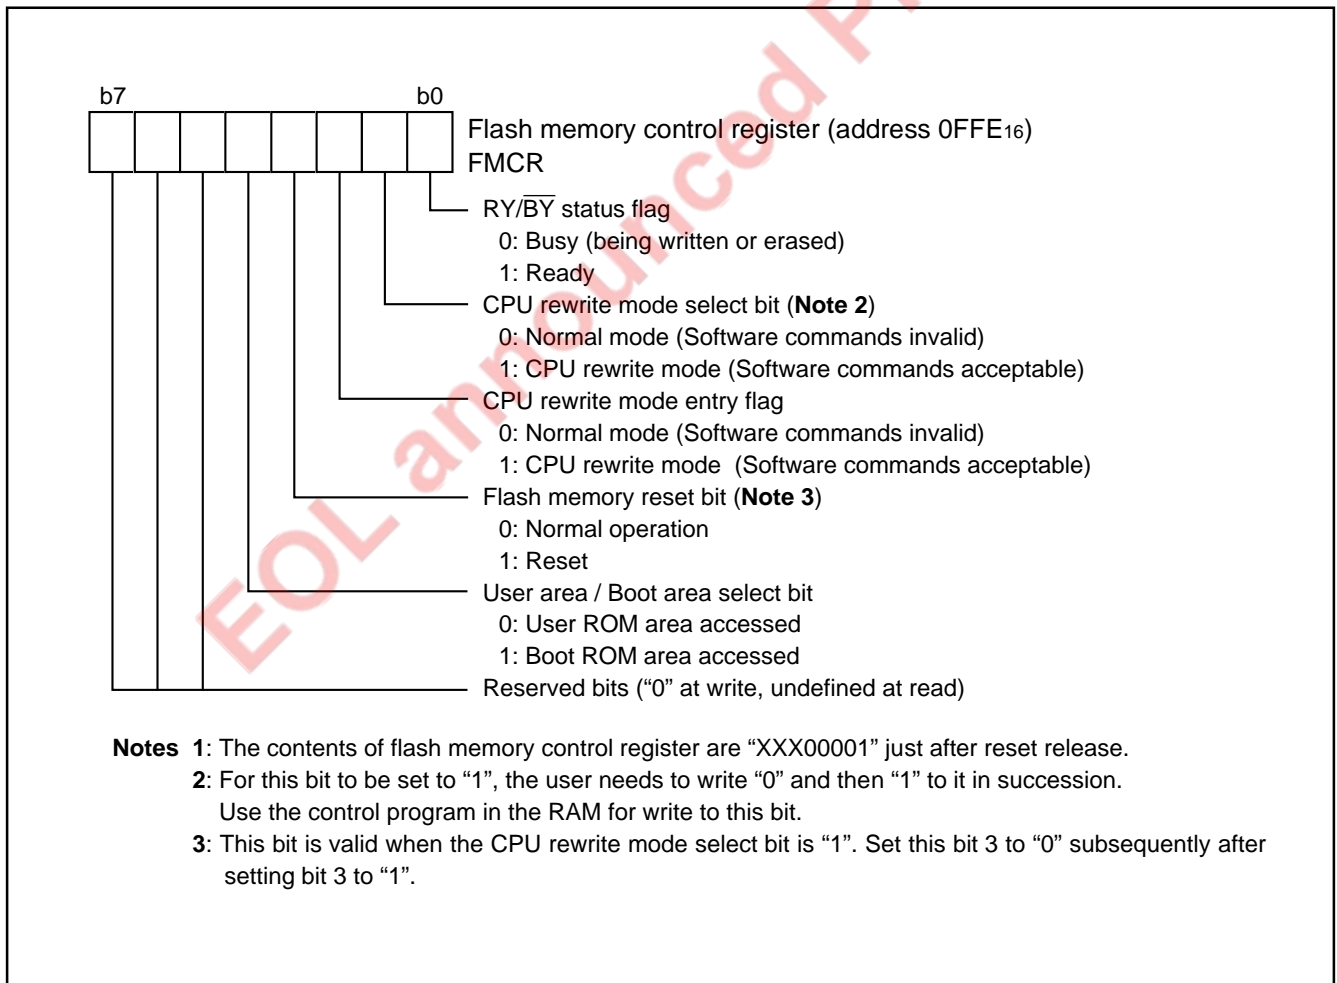 b7 b0
Flash memory control register (address 0FFE16)
FMCR
RY/BY status flag
0: Busy (being written or erased)
1: Ready
CPU rewrite mode select bit (Note 2)
0: Normal mode (Software commands invalid)
1: CPU rewrite mode (Software commands acceptable)
CPU rewrite mode entry flag
0: Normal mode (Software commands invalid)
1: CPU rewrite mode (Software commands acceptable)
Flash memory reset bit (Note 3)
0: Normal operation
1: Reset
User area / Boot area select bit
0: User ROM area accessed
1: Boot ROM area accessed
Reserved bits (“0” at write, undefined at read)
Notes 1: The contents of flash memory control register are “XXX00001” just after reset release.
2: For this bit to be set to “1”, the user needs to write “0” and then “1” to it in succession.
Use the control program in the RAM for write to this bit.
3: This bit is valid when the CPU rewrite mode select bit is “1”. Set this bit 3 to “0” subsequently after
setting bit 3 to “1”.
EOL announced